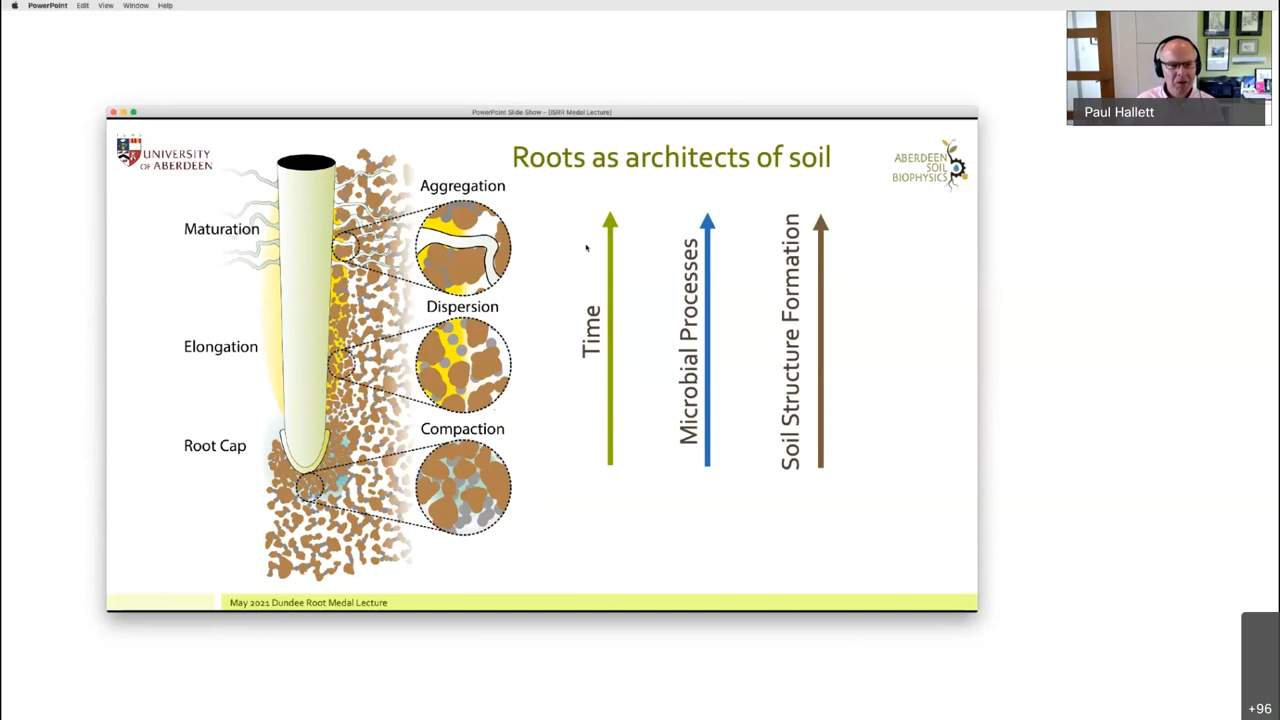 PowerPoint File Edit View Window Help
Paul Hallett
PowerPoint Slide Show - [ISRR Medal Lecture]
UNIVERSITY
OF ABERDEEN
Roots as architects of soil
ABERDEEN
SOIL
BIOPHYSICS
Aggregation
Maturation
Dispersion
Elongation
Compaction
Root Cap
Time
Microbial Processes
Soil Structure Formation
May 2021 Dundee Root Medal Lecture
+96